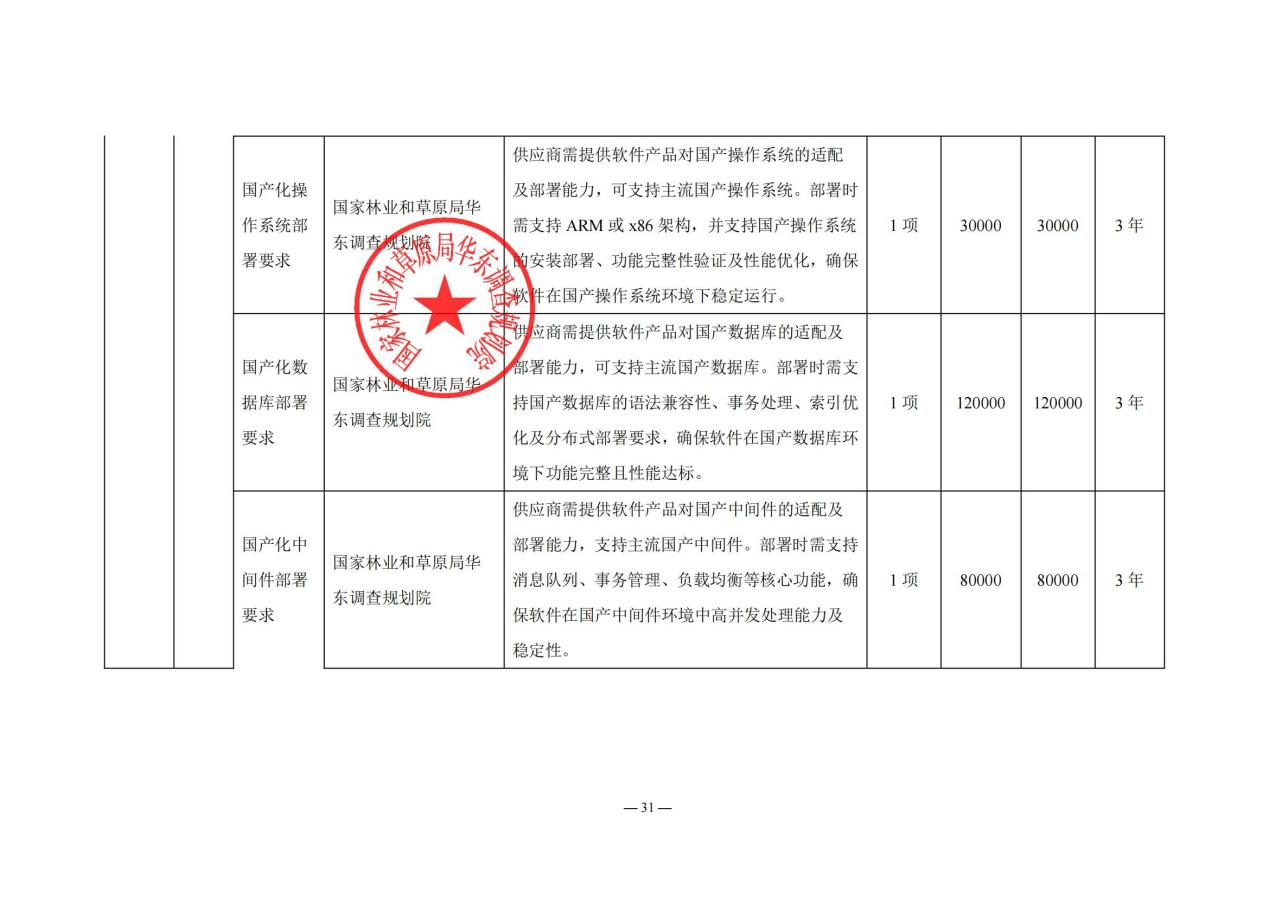 国产化操
作系统部
署要求
国家林业和草原局华
东调查规划院
供应商需提供软件产品对国产操作系统的适配
及部署能力，可支持主流国产操作系统。部署时
需支持 ARM 或 x86 架构，并支持国产操作系统
的安装部署、功能完整性验证及性能优化，确保
软件在国产操作系统环境下稳定运行。
1 项
30000
30000
3 年
国家林业和草原局华东调查规划院
国产化数
据库部署
要求
国家林业和草原局华
东调查规划院
供应商需提供软件产品对国产数据库的适配及
部署能力，可支持主流国产数据库。部署时需支
持国产数据库的语法兼容性、事务处理、索引优
化及分布式部署要求，确保软件在国产数据库环
境下功能完整且性能达标。
1 项
120000
120000
3 年
国产化中
间件部署
要求
国家林业和草原局华
东调查规划院
供应商需提供软件产品对国产中间件的适配及
部署能力，支持主流国产中间件。部署时需支持
消息队列、事务管理、负载均衡等核心功能，确
保软件在国产中间件环境中高并发处理能力及
稳定性。
1 项
80000
80000
3 年
— 31 —